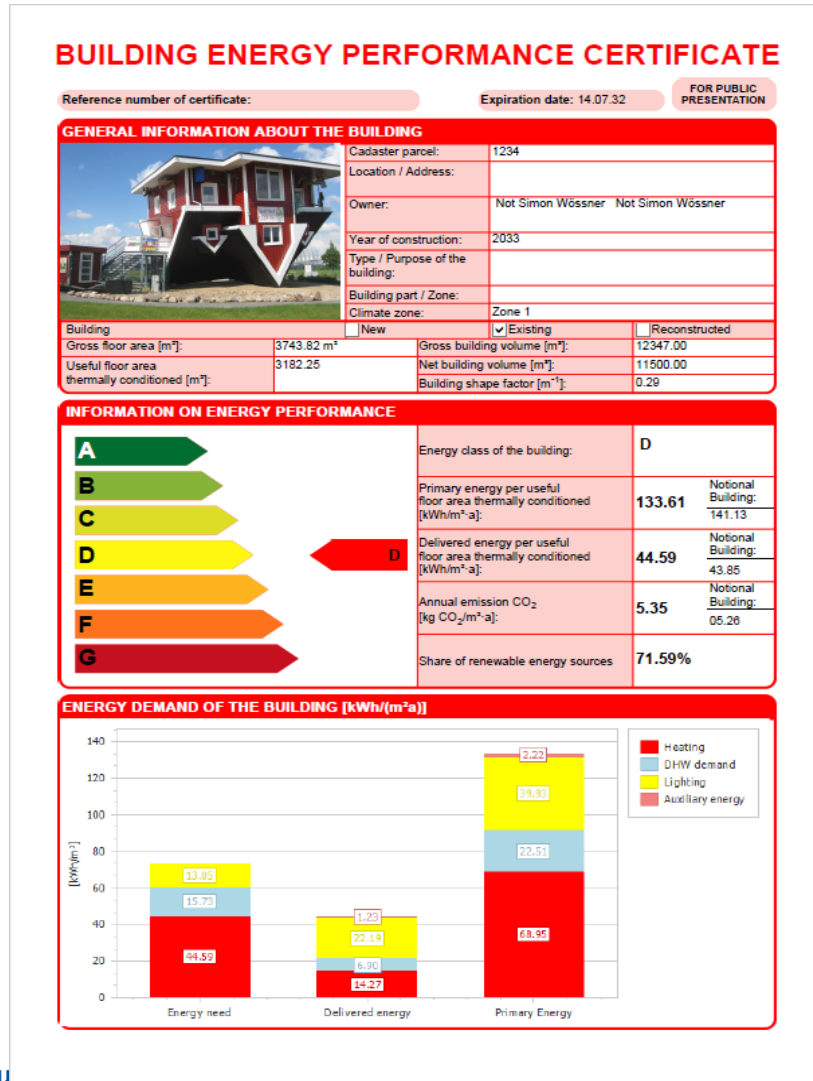 BUILDING ENERGY PERFORMANCE CERTIFICATE
Reference number of certificate:
Expiration date: 14.07.32
FOR PUBLIC
PRESENTATION
GENERAL INFORMATION ABOUT THE BUILDING
Cadaster parcel: 1234
Location / Address:
Owner: Not Simon Wössner Not Simon Wössner
Year of construction: 2033
Type / Purpose of the
building:
Building part / Zone:
Climate zone: Zone 1
Building New Existing Reconstructed
Gross floor area [m²]: 3743.82 m² Gross building volume [m³]: 12347.00
Useful floor area
thermally conditioned [m²]: 3182.25
Net building volume [m³]: 11500.00
Building shape factor [m⁻¹]: 0.29
INFORMATION ON ENERGY PERFORMANCE
A
B
C
D
E
F
G
D
Energy class of the building: D
Primary energy per useful
floor area thermally conditioned
[kWh/m²·a]:
133.61
Notional
Building:
141.13
Delivered energy per useful
floor area thermally conditioned
[kWh/m²·a]:
44.59
Notional
Building:
43.85
Annual emission CO₂
[kg CO₂/m²·a]:
5.35
Notional
Building:
05.26
Share of renewable energy sources 71.59%
ENERGY DEMAND OF THE BUILDING [kWh/(m²a)]
[kWh/m²]
140
120
100
80
60
40
20
0
13.05
15.73
44.59
1.23
22.19
6.90
14.27
2.22
39.93
22.51
68.95
Energy need
Delivered energy
Primary Energy
Heating
DHW demand
Lighting
Auxiliary energy